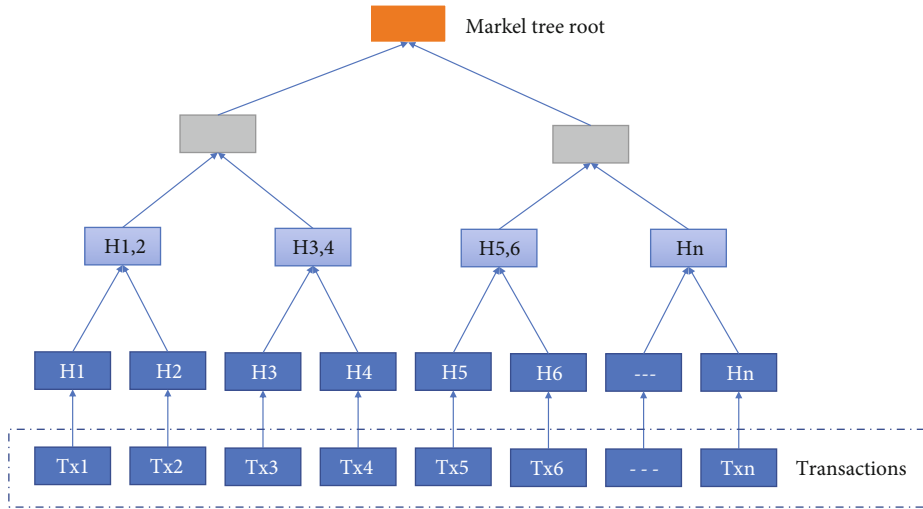 Markel tree root
H1,2 H3,4 H5,6 Hn
H1 H2 H3 H4 H5 H6 --- Hn
Tx1 Tx2 Tx3 Tx4 Tx5 Tx6 - - - Txn Transactions